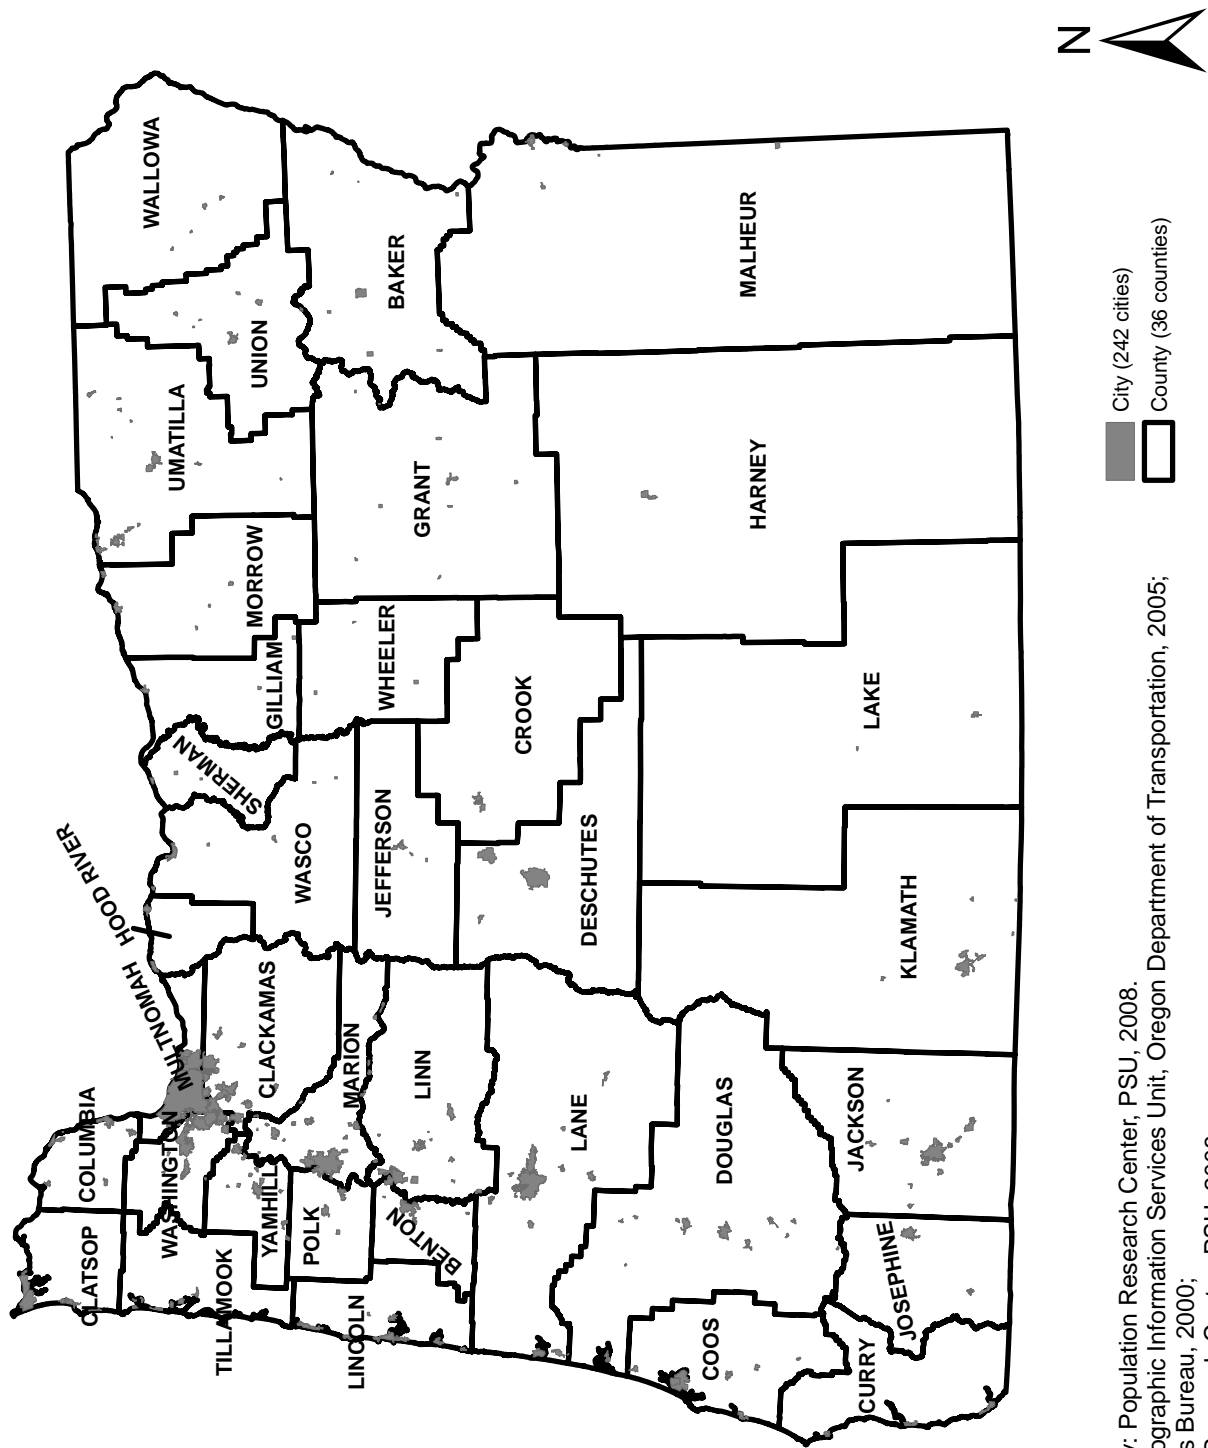 N
WALLOWA
UMATILLA
UNION
BAKER
MORROW
GILLIAM
SHERMAN
HOOD RIVER
MULTNOMAH
WASCO
WHEELER
GRANT
MALHEUR
HARNEY
CROOK
JEFFERSON
DESCHUTES
LAKE
KLAMATH
CLATSOP
COLUMBIA
WASHINGTON
CLACKAMAS
TILLAMOOK
YAMHILL
MARION
POLK
LINCOLN
BENTON
LINN
LANE
DOUGLAS
COOS
CURRY
JOSEPHINE
JACKSON
City (242 cities)
County (36 counties)
: Population Research Center, PSU, 2008.
ographic Information Services Unit, Oregon Department of Transportation, 2005;
s Bureau, 2000;